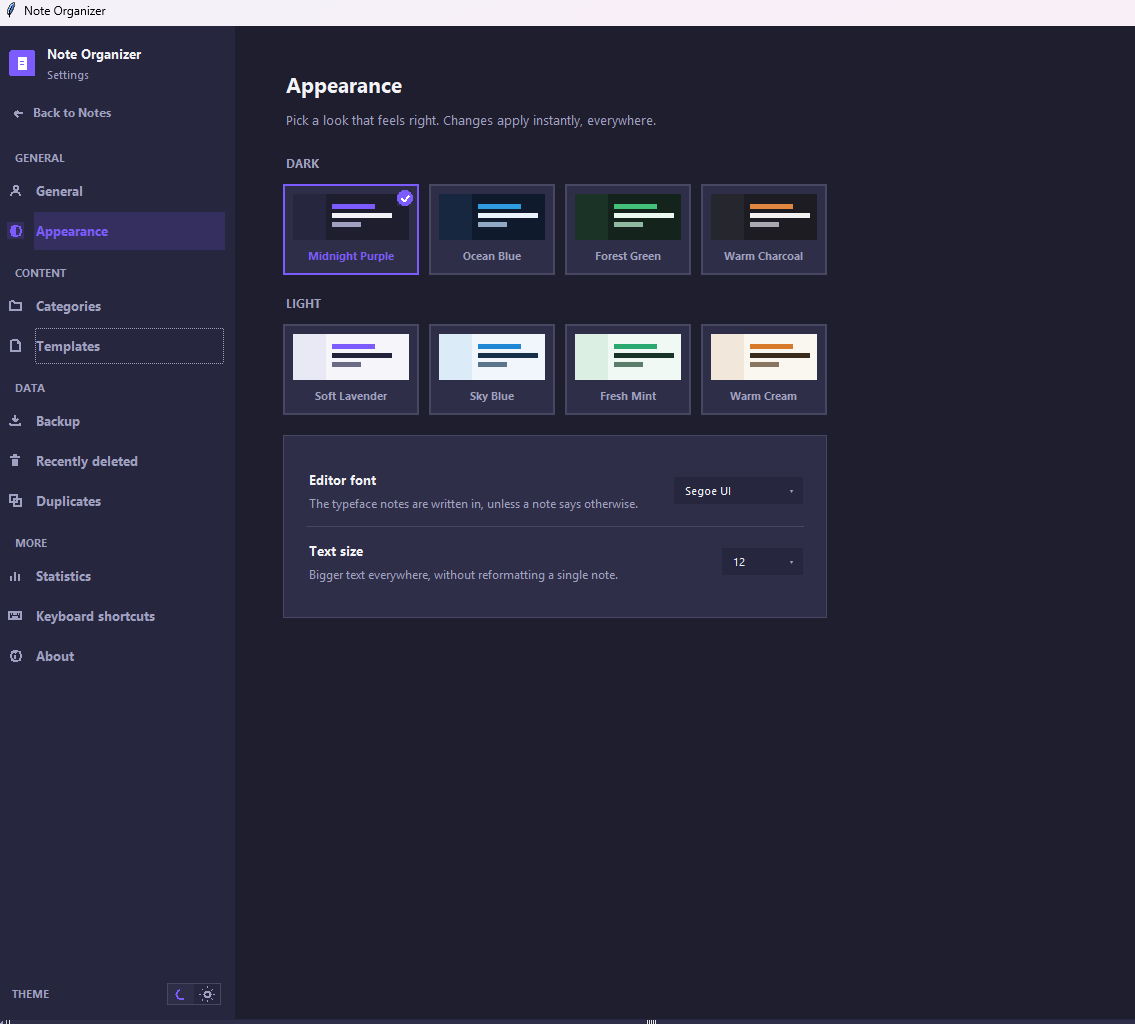 Note Organizer
Note Organizer
Settings
Back to Notes
GENERAL
General
Appearance
CONTENT
Categories
Templates
DATA
Backup
Recently deleted
Duplicates
MORE
Statistics
Keyboard shortcuts
About
THEME
Appearance
Pick a look that feels right. Changes apply instantly, everywhere.
DARK
Midnight Purple
Ocean Blue
Forest Green
Warm Charcoal
LIGHT
Soft Lavender
Sky Blue
Fresh Mint
Warm Cream
Editor font
The typeface notes are written in, unless a note says otherwise.
Segoe UI
Text size
Bigger text everywhere, without reformatting a single note.
12